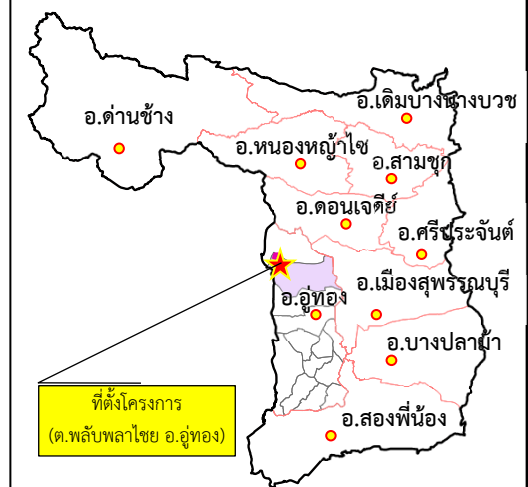 อ.เดิมบางนางบวช
อ.ด่านช้าง
อ.หนองหญ้าไซ
อ.สามชุก
อ.ดอนเจดีย์
อ.ศรีประจันต์
อ.เมืองสุพรรณบุรี
อ.อู่ทอง
อ.บางปลาม้า
อ.สองพี่น้อง
ที่ตั้งโครงการ
(ต.พลับพลาไชย อ.อู่ทอง)